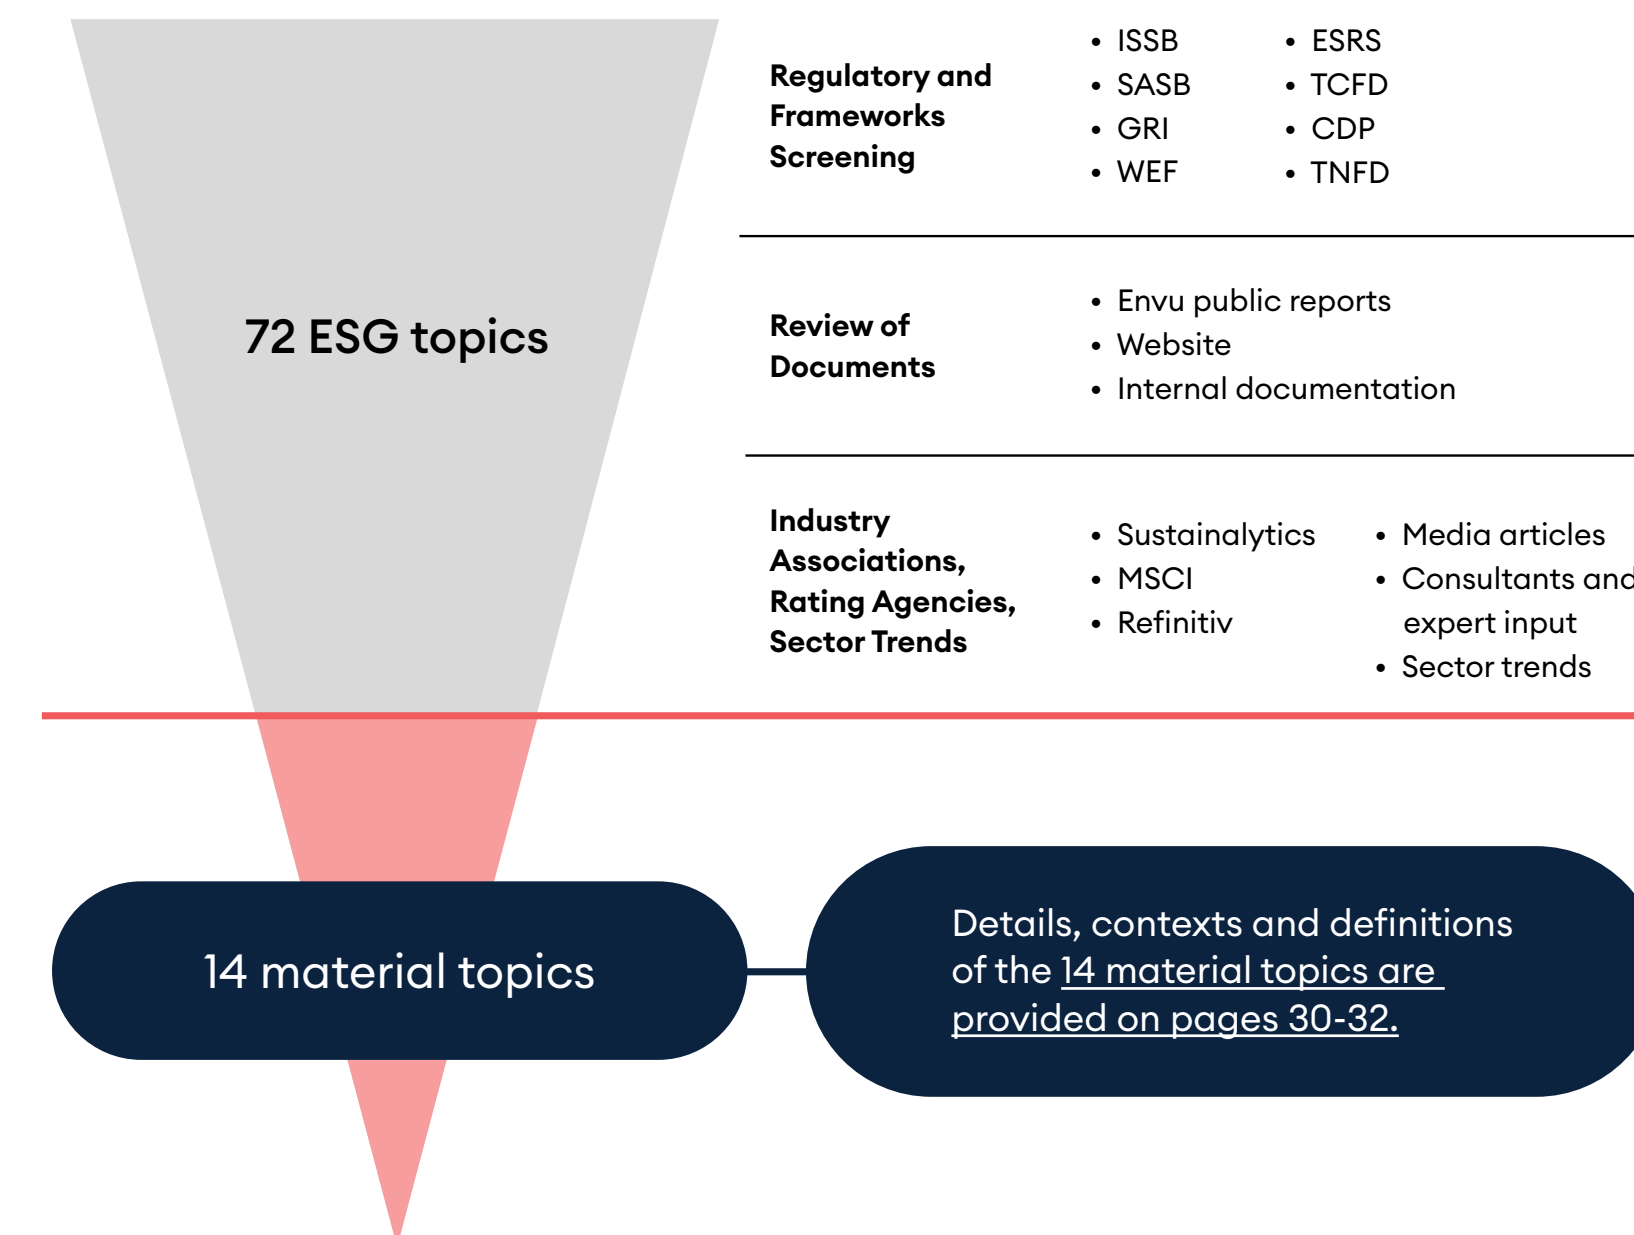 72 ESG topics
Regulatory and
Frameworks
Screening
• ISSB
• SASB
• GRI
• WEF
• ESRS
• TCFD
• CDP
• TNFD
Review of
Documents
• Envu public reports
• Website
• Internal documentation
Industry
Associations,
Rating Agencies,
Sector Trends
• Sustainalytics
• MSCI
• Refinitiv
• Media articles
• Consultants and
expert input
• Sector trends
14 material topics
Details, contexts and definitions
of the 14 material topics are
provided on pages 30-32.